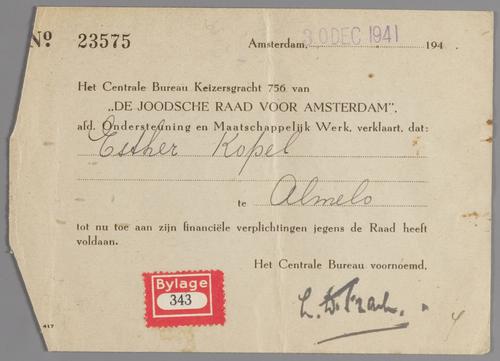 No. 23575
Amsterdam, 30 DEC 1941 194
Het Centrale Bureau Keizersgracht 756 van
„DE JOODSCHE RAAD VOOR AMSTERDAM”,
afd. Ondersteuning en Maatschappelijk Werk, verklaart, dat:
Esther Kopel
te Almelo
tot nu toe aan zijn financiële verplichtingen jegens de Raad heeft
voldaan.
Het Centrale Bureau voornoemd,
Bylage
343
417
4